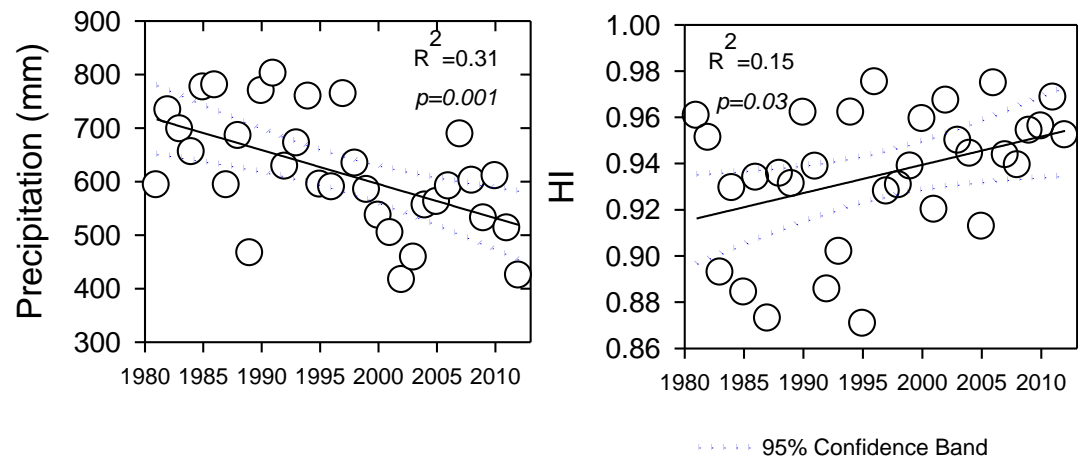 Precipitation (mm)
900
800
700
600
500
400
300
1980 1985 1990 1995 2000 2005 2010
R2=0.31
p=0.001
HI
1.00
0.98
0.96
0.94
0.92
0.90
0.88
0.86
1980 1985 1990 1995 2000 2005 2010
R2=0.15
p=0.03
95% Confidence Band